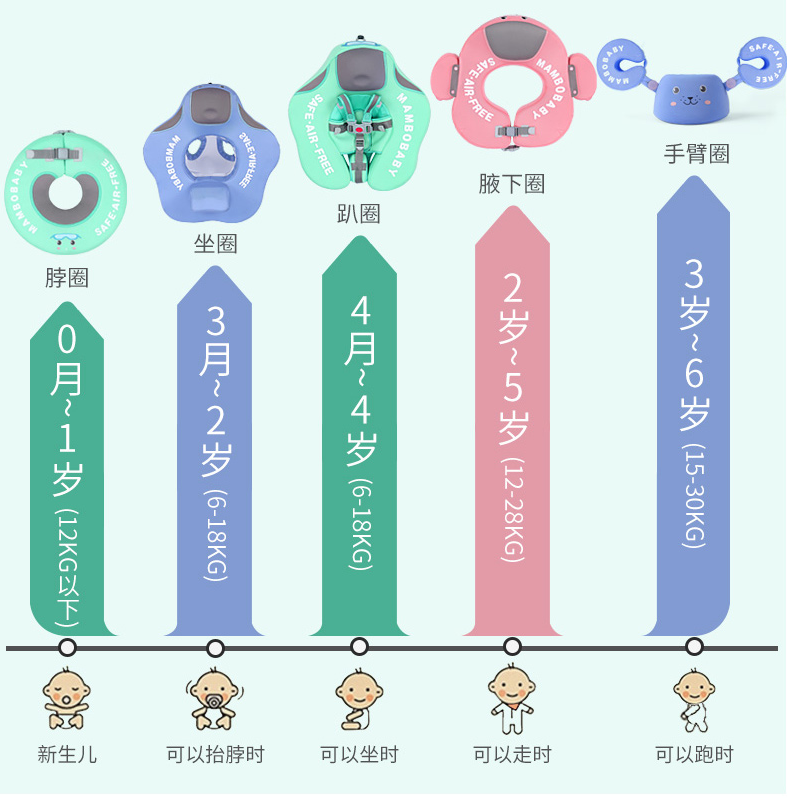 MAMBOBABY
SAFE-AIR-FREE
脖圈
0月~1岁 (12KG以下)
新生儿
MAMBOBABY
SAFE-AIR-FREE
坐圈
3月~2岁 (6-18KG)
可以抬脖时
SAFE-AIR-FREE
MAMBOBABY
趴圈
4月~4岁 (6-18KG)
可以坐时
SAFE-AIR-FREE
MAMBOBABY
腋下圈
2岁~5岁 (12-28KG)
可以走时
MAMBOBABY
SAFE-AIR-FREE
手臂圈
3岁~6岁 (15-30KG)
可以跑时